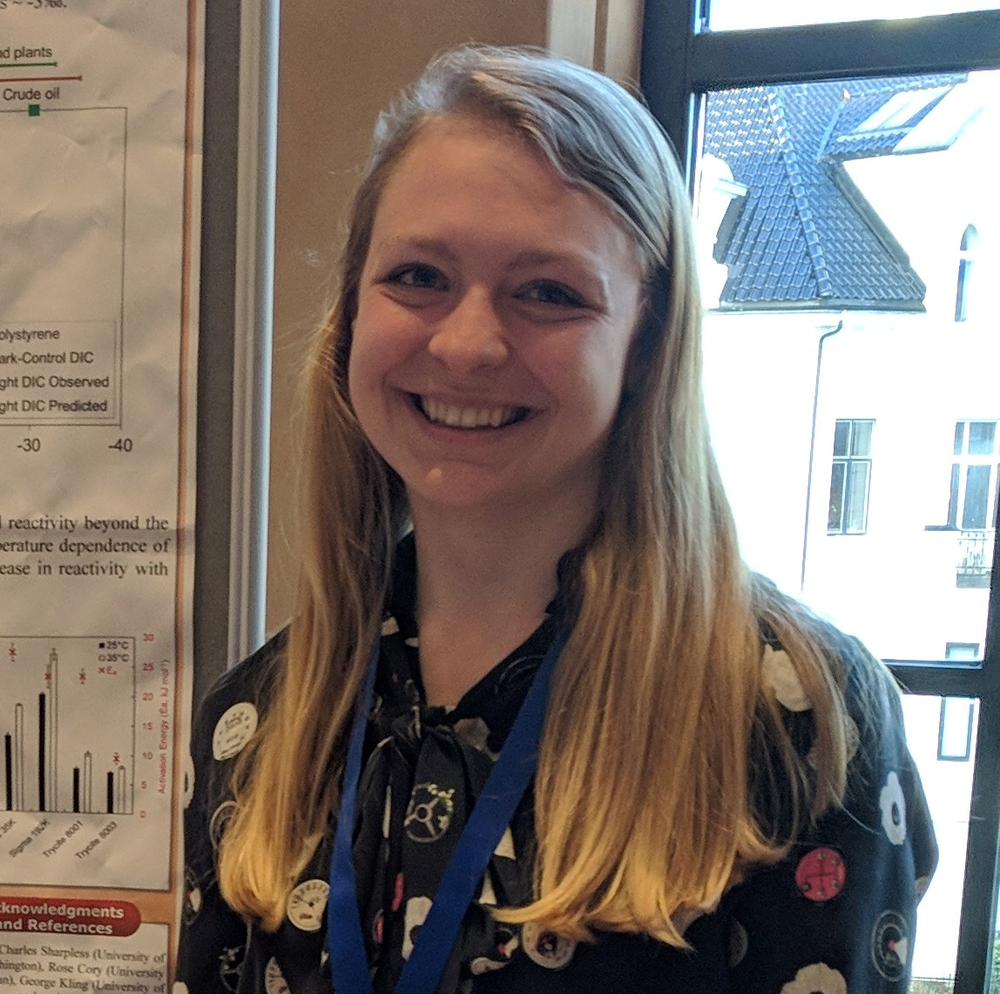 nd plants
Crude oil
olystyrene
ark-Control DIC
ght DIC Observed
ght DIC Predicted
-30
-40
reactivity beyond the
perature dependence of
ease in reactivity with
25°C
35°C
Ea
30
25
20
15
10
5
0
Activation Energy (Ea, kJ mol⁻¹)
Sigma 192K
Trycite 8001
Trycite 8003
cknowledgments
and References
Charles Sharpless (University of
hington), Rose Cory (University
an), George Kling (University of